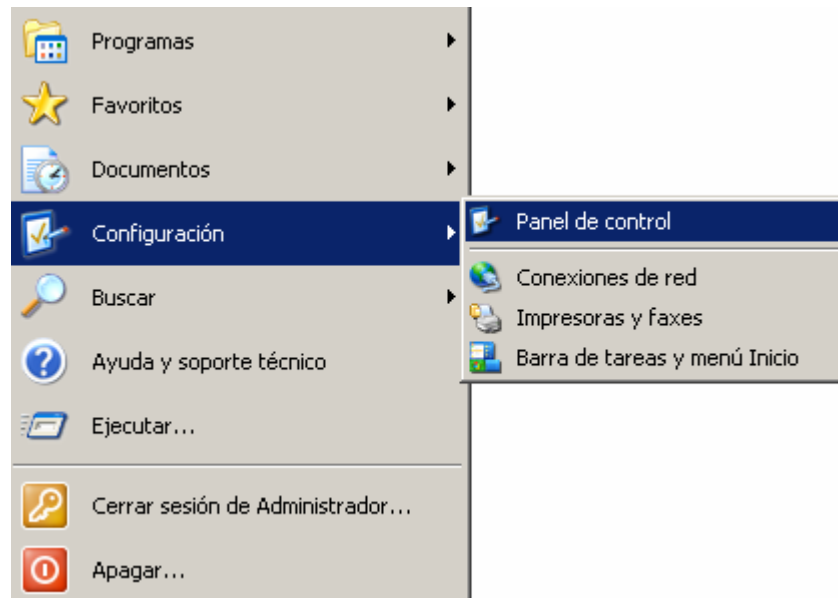 Programas
Favoritos
Documentos
Configuración
Buscar
Ayuda y soporte técnico
Ejecutar...
Cerrar sesión de Administrador...
Apagar...
Panel de control
Conexiones de red
Impresoras y faxes
Barra de tareas y menú Inicio